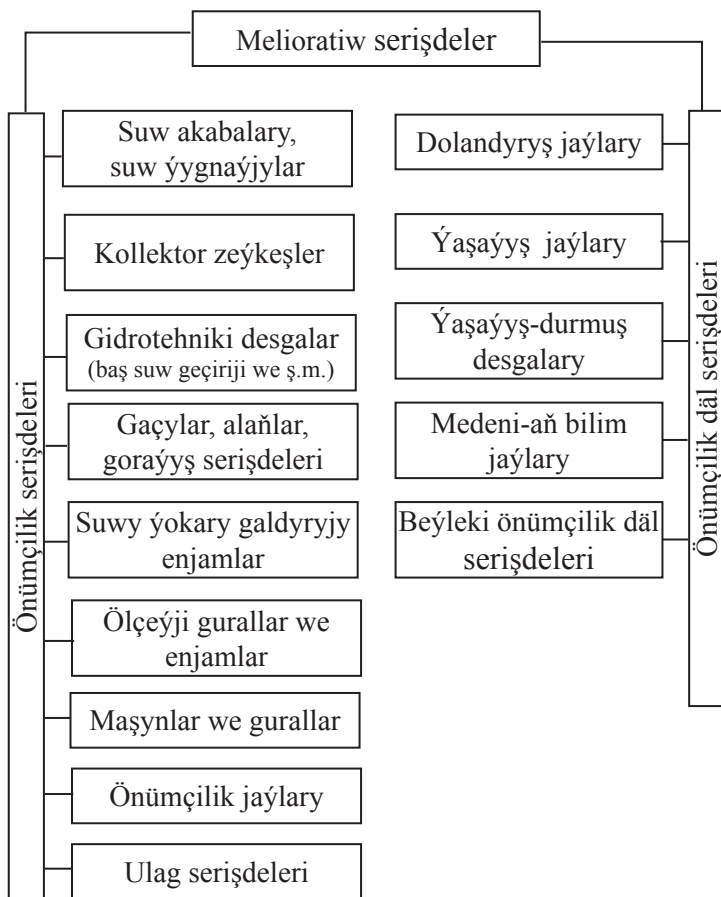 Melioratiw serişdeler
Önümçilik serişdeleri
Suw akabalary,
suw ýygnaýjylar
Kollektor zeýkeşler
Gidrotehniki desgalar
(baş suw geçiriji we ş.m.)
Gaçylar, alaňlar,
goraýyş serişdeleri
Suwy ýokary galdyryjy
enjamlar
Ölçeýji gurallar we
enjamlar
Maşynlar we gurallar
Önümçilik jaýlary
Ulag serişdeleri
Dolandyryş jaýlary
Ýaşaýyş jaýlary
Ýaşaýyş-durmuş
desgalary
Medeni-aň bilim
jaýlary
Beýleki önümçilik däl
serişdeleri
Önümçilik däl serişdeleri